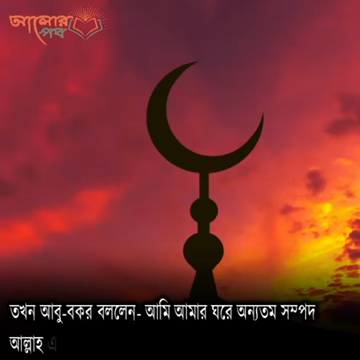 আলোর
পথ
তখন আবু-বকর বললেন- আমি আমার ঘরে অন্যতম সম্পদ
আল্লাহ এ